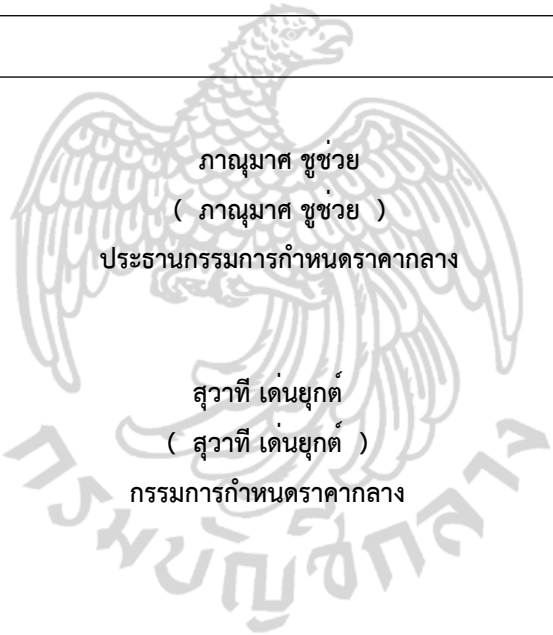 ภาณุมาศ ชูช่วย
( ภาณุมาศ ชูช่วย )
ประธานกรรมการกำหนดราคากลาง
สุวาที เด่นยุกต์
( สุวาที เด่นยุกต์ )
กรรมการกำหนดราคากลาง
กรมบัญชีกลาง